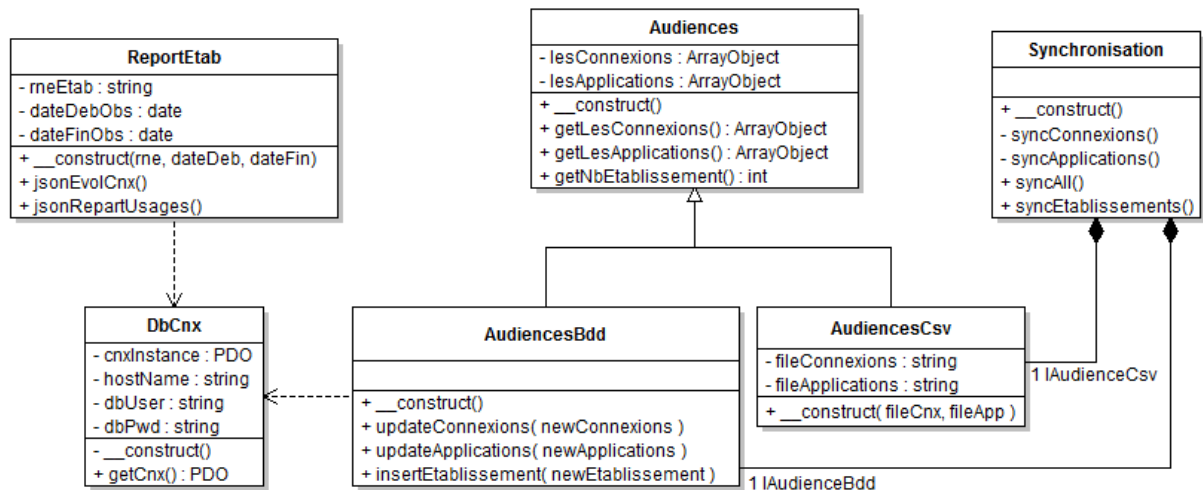 ReportEtab
- rneEtab : string
- dateDebObs : date
- dateFinObs : date
+ __construct(rne, dateDeb, dateFin)
+ jsonEvolCnx()
+ jsonRepartUsages()
Audiences
- lesConnexions : ArrayObject
- lesApplications : ArrayObject
+ __construct()
+ getLesConnexions() : ArrayObject
+ getLesApplications() : ArrayObject
+ getNbEtablissement() : int
Synchronisation
+ __construct()
- syncConnexions()
- syncApplications()
+ syncAll()
+ syncEtablissements()
DbCnx
- cnxInstance : PDO
- hostName : string
- dbUser : string
- dbPwd : string
- __construct()
+ getCnx() : PDO
AudiencesBdd
+ __construct()
+ updateConnexions( newConnexions )
+ updateApplications( newApplications )
+ insertEtablissement( newEtablissement )
AudiencesCsv
- fileConnexions : string
- fileApplications : string
+ __construct( fileCnx, fileApp )
1 lAudienceCsv
1 lAudienceBdd